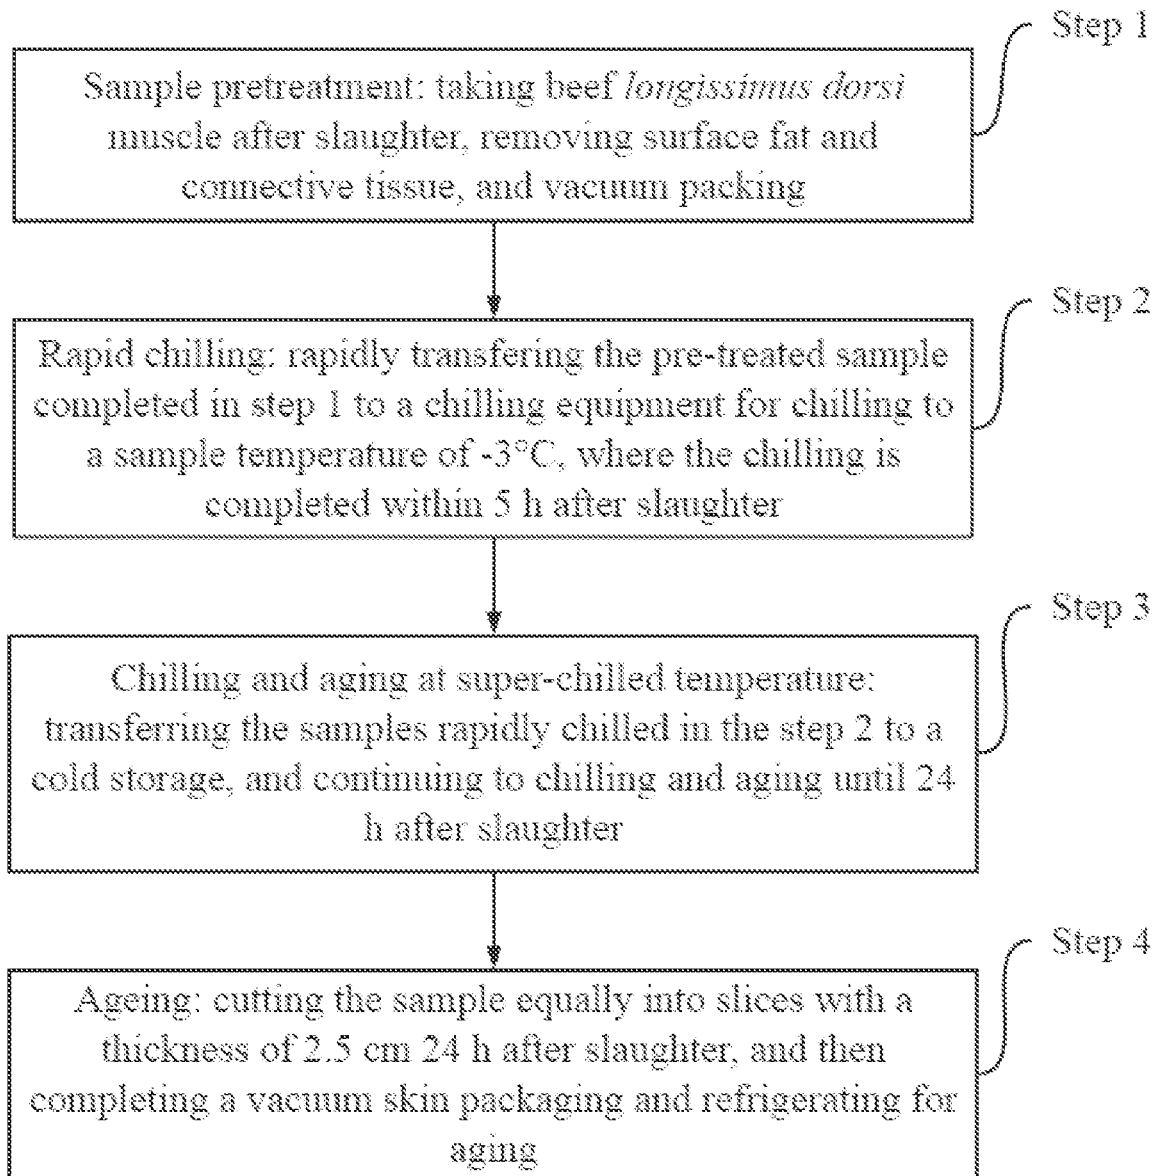 Step 1
Sample pretreatment: taking beef longissimus dorsi
muscle after slaughter, removing surface fat and
connective tissue, and vacuum packing
Step 2
Rapid chilling: rapidly transfering the pre-treated sample
completed in step 1 to a chilling equipment for chilling to
a sample temperature of -3°C, where the chilling is
completed within 5 h after slaughter
Step 3
Chilling and aging at super-chilled temperature:
transferring the samples rapidly chilled in the step 2 to a
cold storage, and continuing to chilling and aging until 24
h after slaughter
Step 4
Ageing: cutting the sample equally into slices with a
thickness of 2.5 cm 24 h after slaughter, and then
completing a vacuum skin packaging and refrigerating for
aging